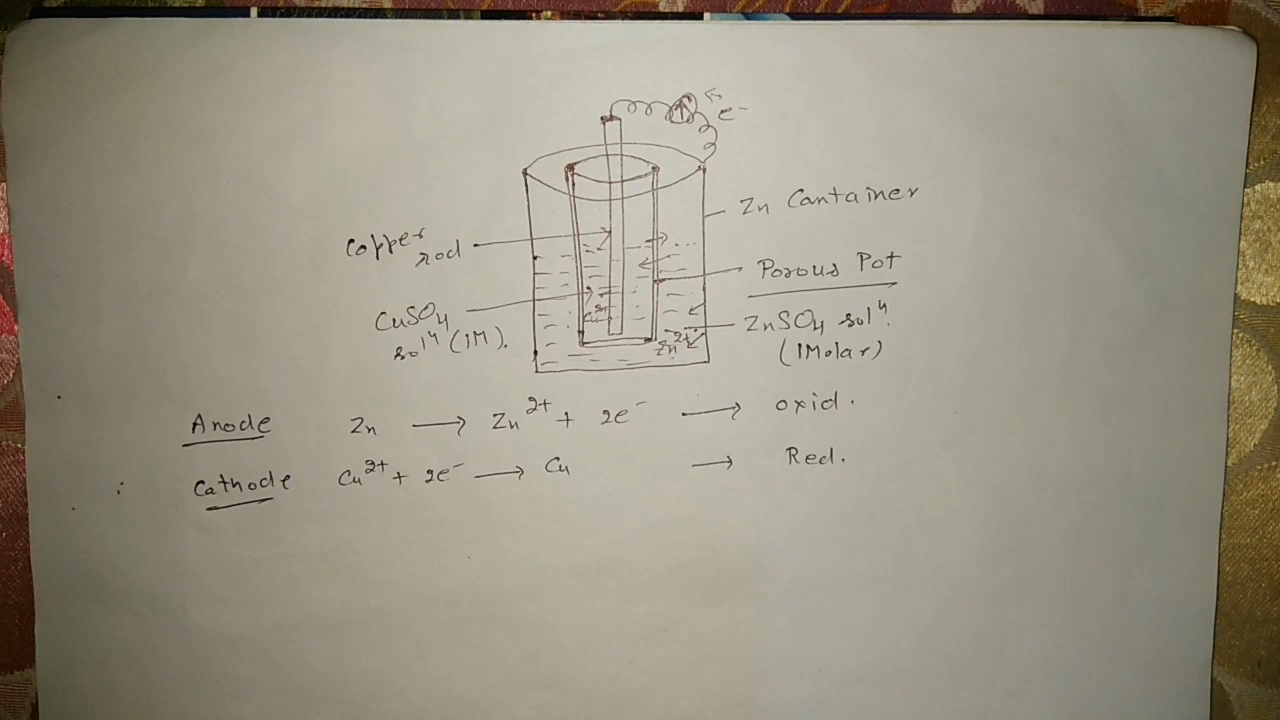 ← e-
Zn Container
Copper rod
Porous Pot
CuSO4 solⁿ (1M).
Cu2+
ZnSO4 solⁿ.
(1Molar)
Zn2+
Anode Zn → Zn2+ + 2e- → oxid.
: Cathode Cu2+ + 2e- → Cu → Red.